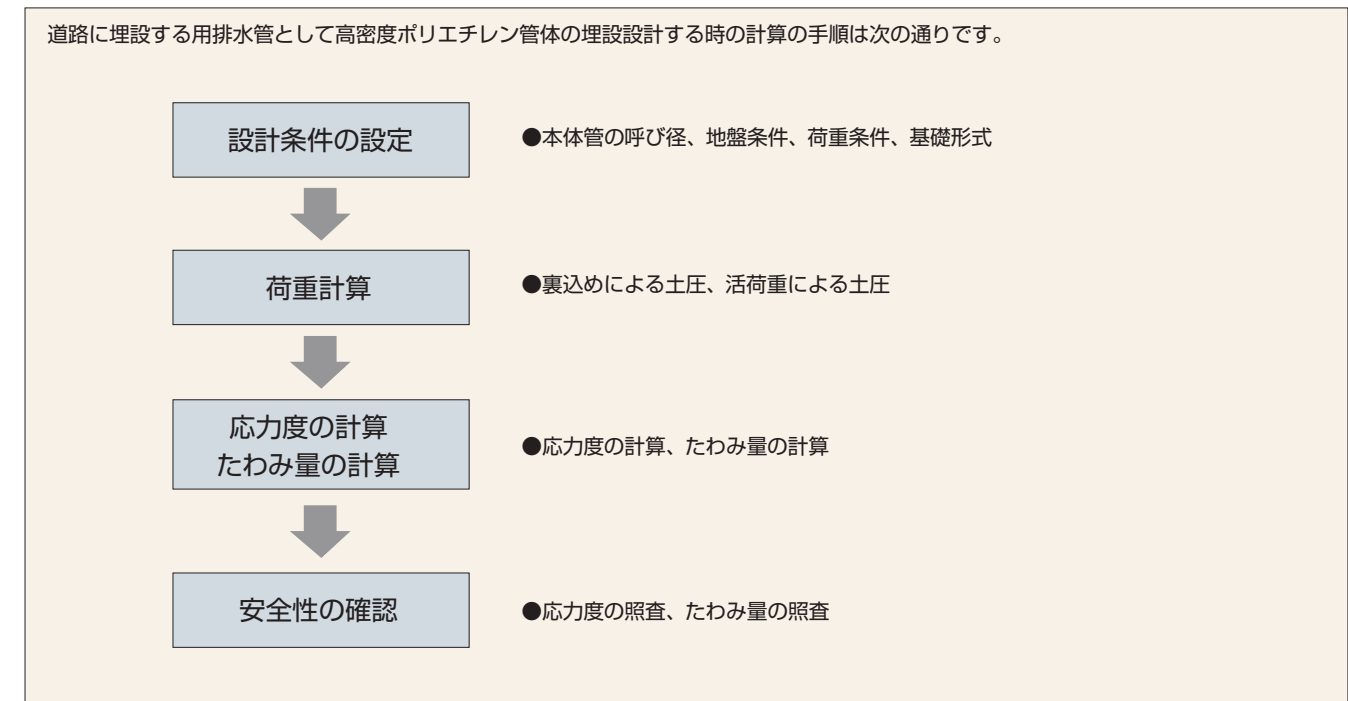 道路に埋設する用排水管として高密度ポリエチレン管体の埋設設計する時の計算の手順は次の通りです。
設計条件の設定
●本体管の呼び径、地盤条件、荷重条件、基礎形式
荷重計算
●裏込めによる土圧、活荷重による土圧
応力度の計算
たわみ量の計算
●応力度の計算、たわみ量の計算
安全性の確認
●応力度の照査、たわみ量の照査